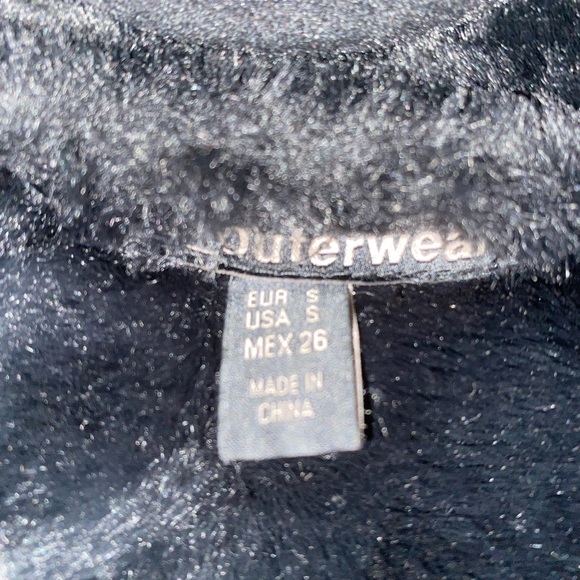 Outerwear
EUR S
USA S
MEX 26
MADE IN
CHINA